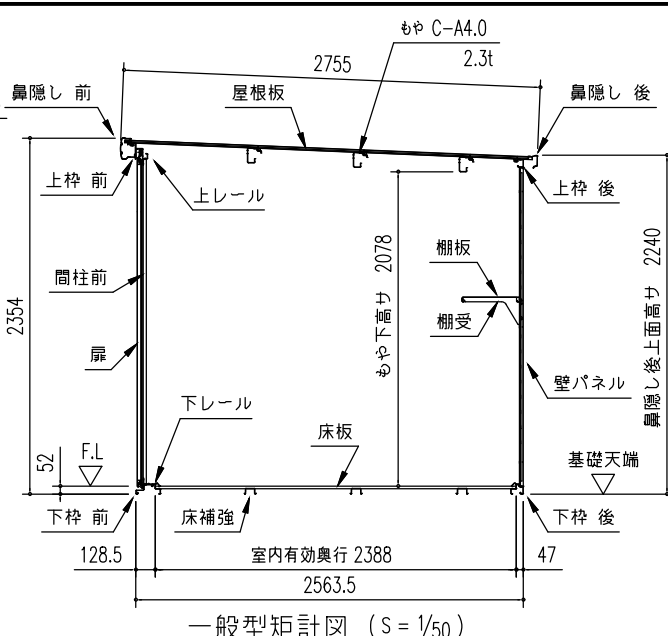 もや C-A4.0
2.3t
2755
鼻隠し 前
屋根板
鼻隠し 後
上枠 前
上レール
上枠 後
間柱前
もや下高サ 2078
棚板
棚受
2354
扉
壁パネル
鼻隠し後上面高サ 2240
下レール
床板
52
F.L
基礎天端
下枠 前
床補強
下枠 後
128.5
室内有効奥行 2388
47
2563.5
一般型矩計図 (S = 1/50)